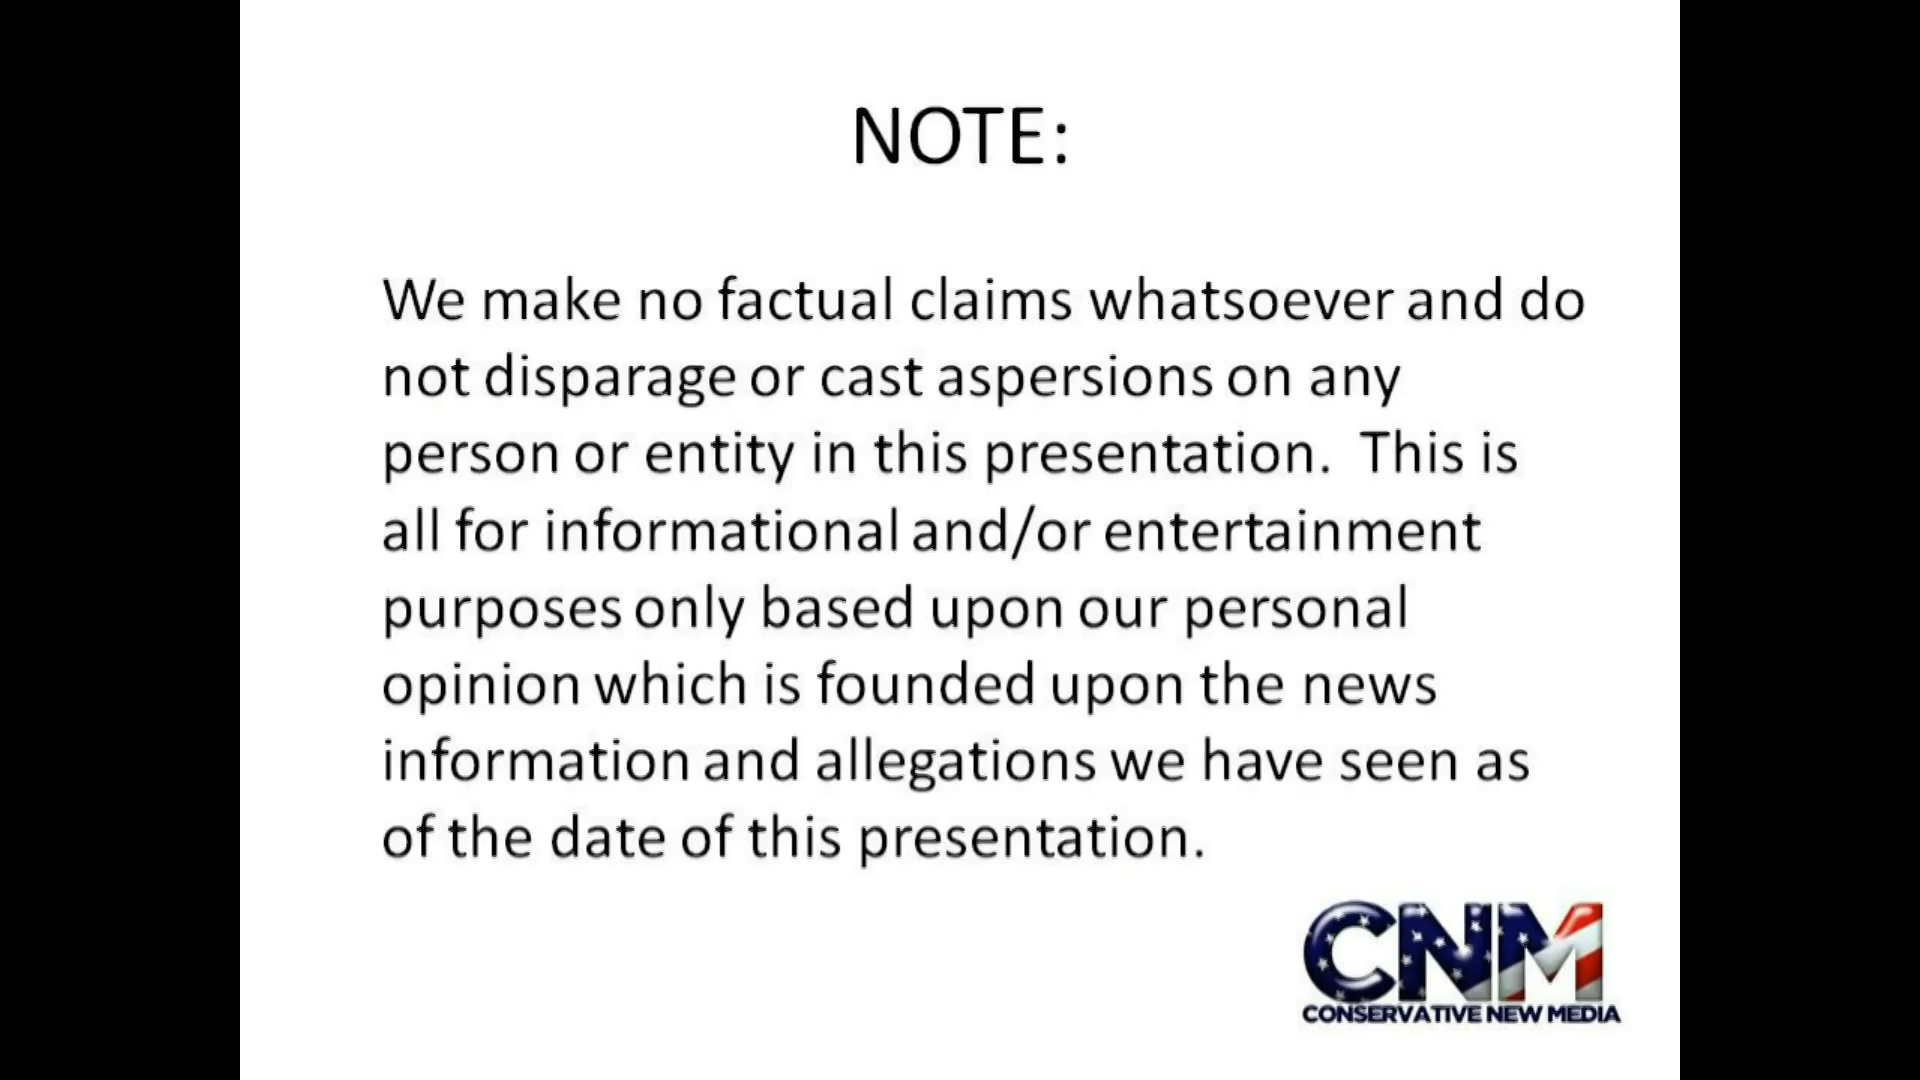 NOTE:
We make no factual claims whatsoever and do
not disparage or cast aspersions on any
person or entity in this presentation.  This is
all for informational and/or entertainment
purposes only based upon our personal
opinion which is founded upon the news
information and allegations we have seen as
of the date of this presentation.
CNM
CONSERVATIVE NEW MEDIA